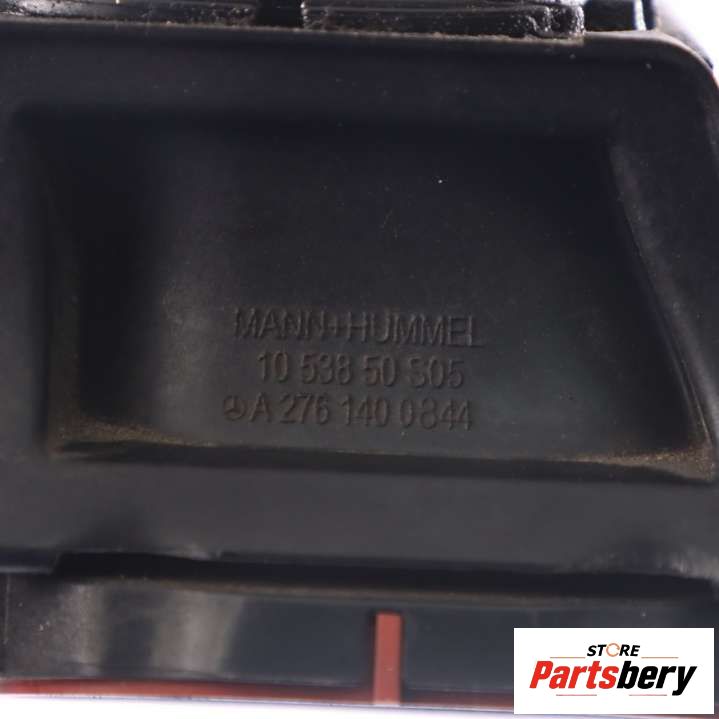 MANN+HUMMEL
10 538 50 S05
A 276 140 0844
STORE
Partsbery